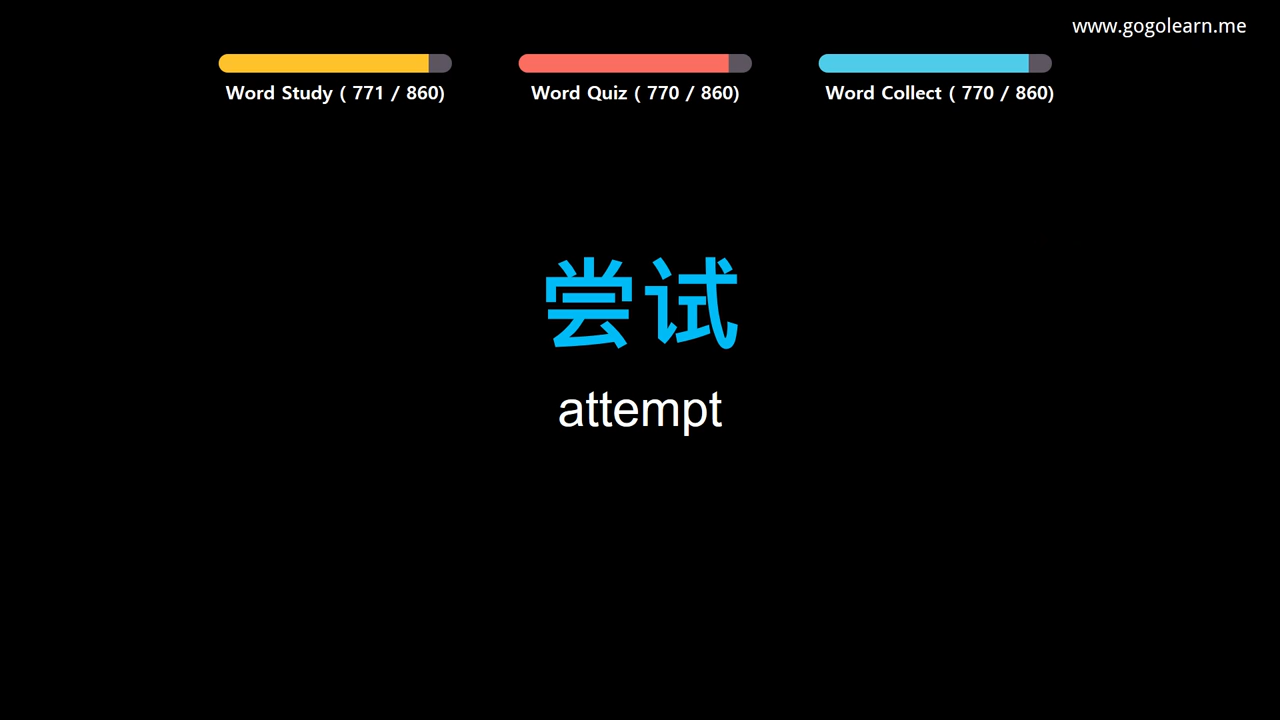 www.gogolearn.me
Word Study ( 771 / 860)
Word Quiz ( 770 / 860)
Word Collect ( 770 / 860)
尝试
attempt